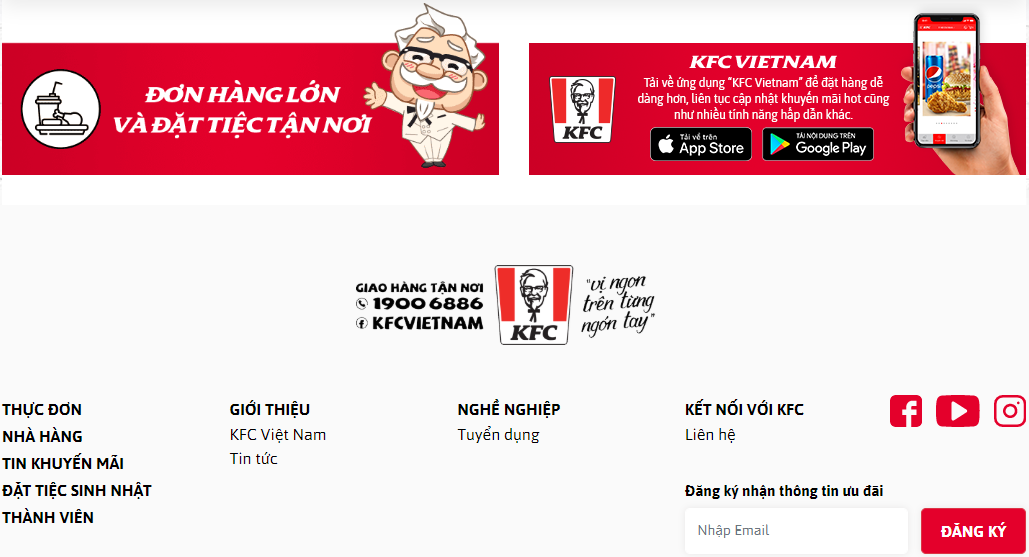 ĐƠN HÀNG LỚN
VÀ ĐẶT TIỆC TẬN NƠI
KFC VIETNAM
Tải về ứng dụng “KFC Vietnam” để đặt hàng dễ
dàng hơn, liên tục cập nhật khuyến mãi hot cũng
như nhiều tính năng hấp dẫn khác.
KFC
Tải về trên
App Store
TẢI NỘI DUNG TRÊN
Google Play
pepsi
GIAO HÀNG TẬN NƠI
1900 6886
KFCVIETNAM
KFC
"vị ngon
trên từng
ngón tay"
THỰC ĐƠN
NHÀ HÀNG
TIN KHUYẾN MÃI
ĐẶT TIỆC SINH NHẬT
THÀNH VIÊN
GIỚI THIỆU
KFC Việt Nam
Tin tức
NGHỀ NGHIỆP
Tuyển dụng
KẾT NỐI VỚI KFC
Liên hệ
Đăng ký nhận thông tin ưu đãi
Nhập Email
ĐĂNG KÝ